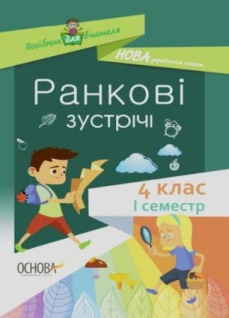 Посібник для вчителя
НОВА українська школа
Ранкові
зустрічі
4 клас
І семестр
ОСНОВА